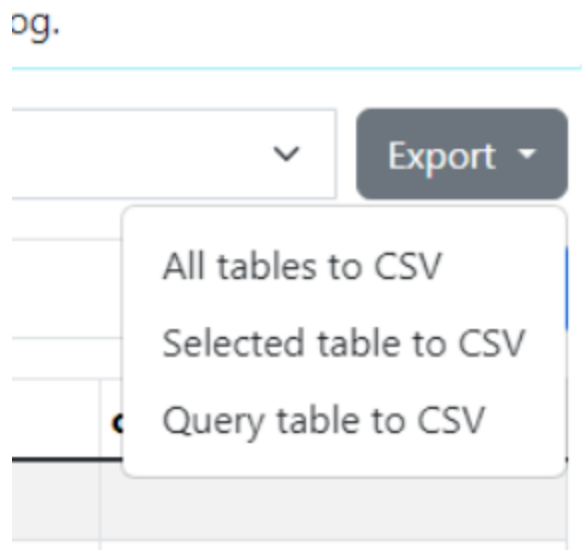 og.
Export
All tables to CSV
Selected table to CSV
Query table to CSV